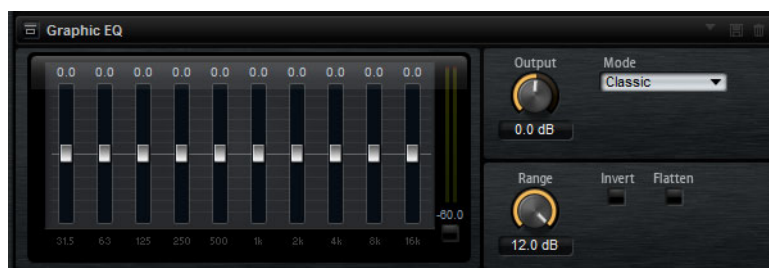 Graphic EQ
0.0 0.0 0.0 0.0 0.0 0.0 0.0 0.0 0.0 0.0
-60.0
31.5 63 125 250 500 1k 2k 4k 8k 16k
Output
Mode
Classic
0.0 dB
Range
Invert
Flatten
12.0 dB